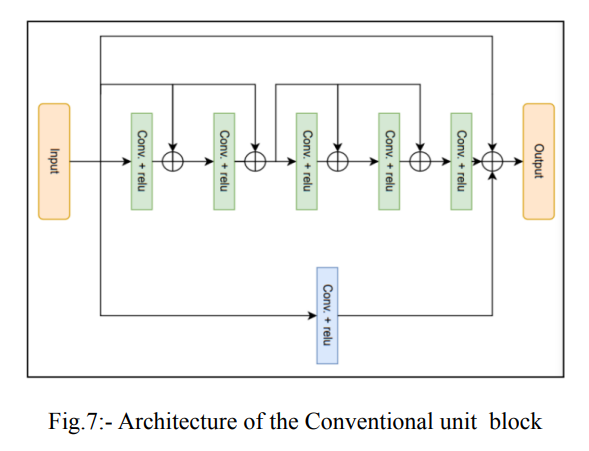 Input
Conv. + relu
Conv. + relu
Conv. + relu
Conv. + relu
Conv. + relu
Output
Conv. + relu
Fig.7:- Architecture of the Conventional unit block